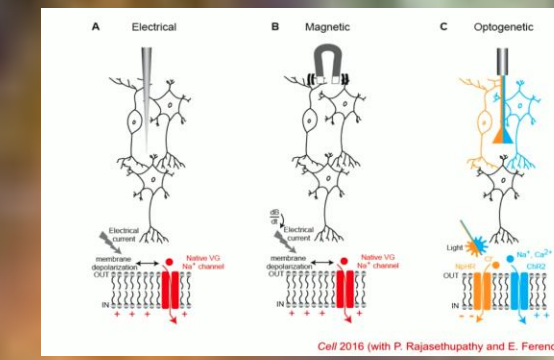 A Electrical
B Magnetic
C Optogenetic
Electrical
current
membrane
depolarization
Native VG
Na⁺ channel
OUT
IN
+ + + +
dB
dt
Electrical
current
membrane
depolarization
Native VG
Na⁺ channel
OUT
IN
+ + + +
Light
NpHR
Cl⁻
Na⁺, Ca²⁺
ChR2
OUT
IN
- -
+ +
Cell 2016 (with P. Rajasethupathy and E. Ferenc